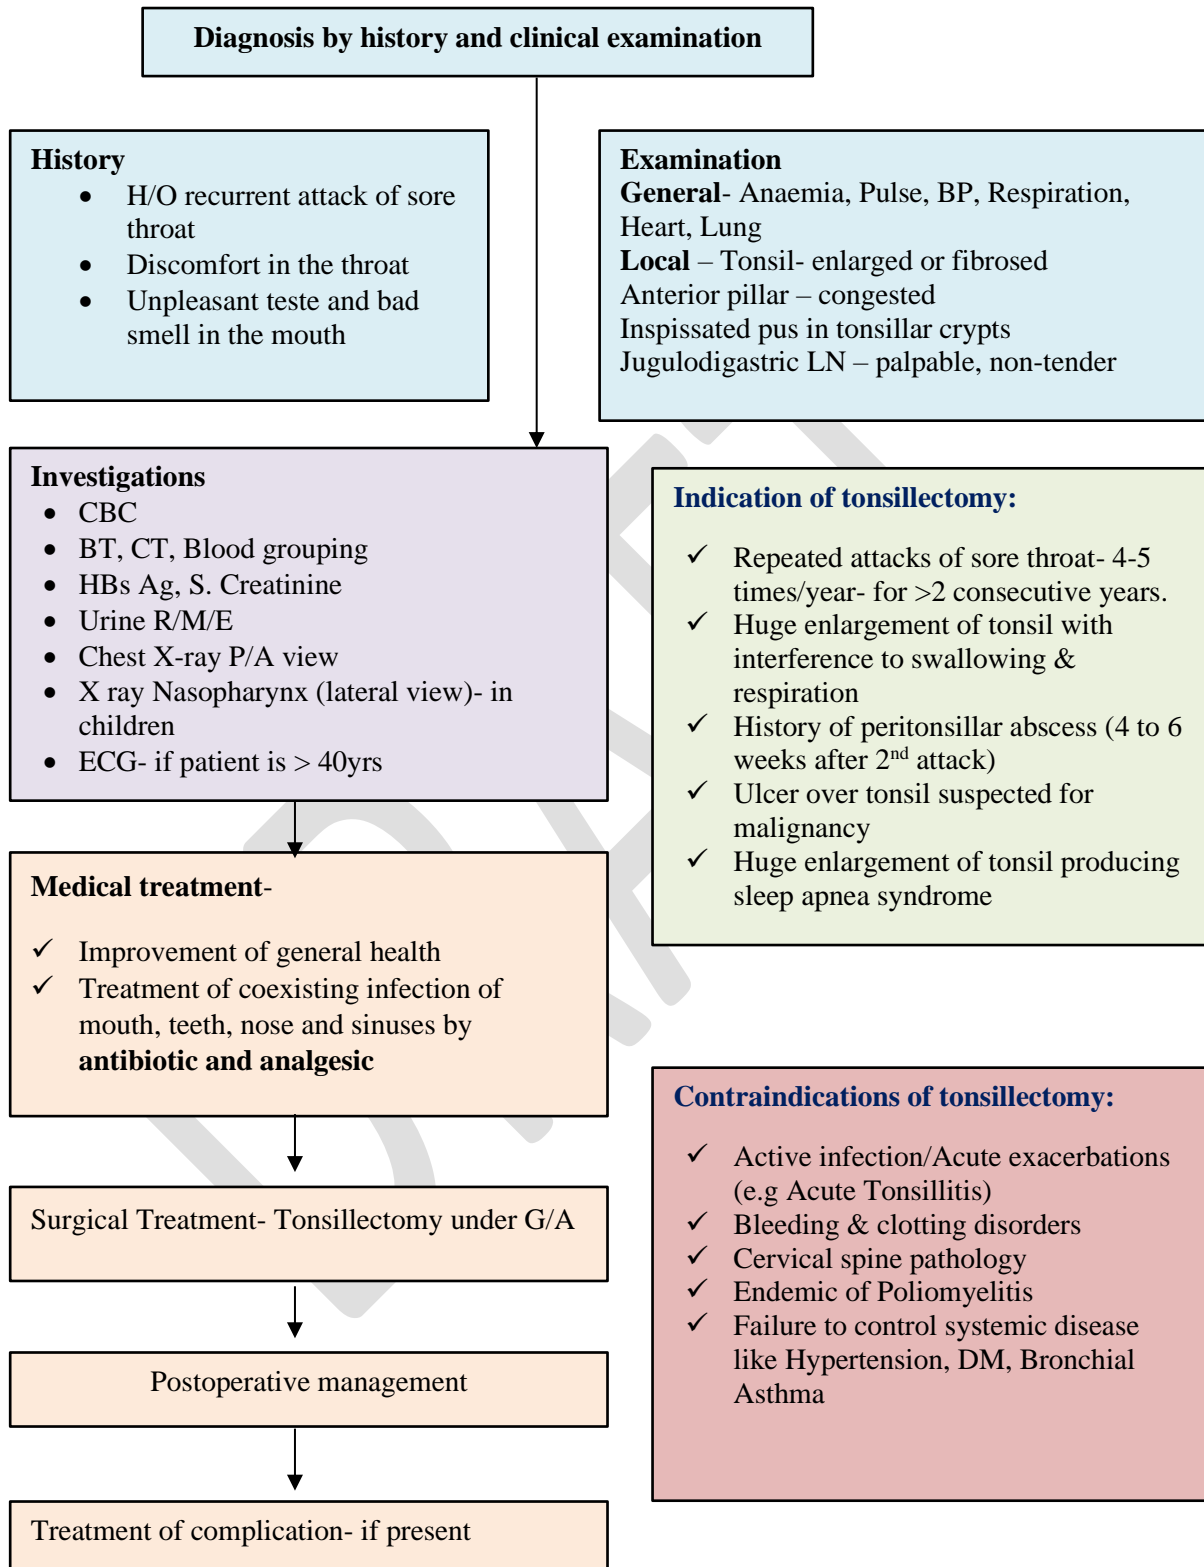 Diagnosis by history and clinical examination
History
• H/O recurrent attack of sore
throat
• Discomfort in the throat
• Unpleasant teste and bad
smell in the mouth
Examination
General- Anaemia, Pulse, BP, Respiration,
Heart, Lung
Local – Tonsil- enlarged or fibrosed
Anterior pillar – congested
Inspissated pus in tonsillar crypts
Jugulodigastric LN – palpable, non-tender
Investigations
• CBC
• BT, CT, Blood grouping
• HBs Ag, S. Creatinine
• Urine R/M/E
• Chest X-ray P/A view
• X ray Nasopharynx (lateral view)- in
children
• ECG- if patient is > 40yrs
Indication of tonsillectomy:
✓ Repeated attacks of sore throat- 4-5
times/year- for >2 consecutive years.
✓ Huge enlargement of tonsil with
interference to swallowing &
respiration
✓ History of peritonsillar abscess (4 to 6
weeks after 2nd attack)
✓ Ulcer over tonsil suspected for
malignancy
✓ Huge enlargement of tonsil producing
sleep apnea syndrome
Medical treatment-
✓ Improvement of general health
✓ Treatment of coexisting infection of
mouth, teeth, nose and sinuses by
antibiotic and analgesic
Contraindications of tonsillectomy:
✓ Active infection/Acute exacerbations
(e.g Acute Tonsillitis)
✓ Bleeding & clotting disorders
✓ Cervical spine pathology
✓ Endemic of Poliomyelitis
✓ Failure to control systemic disease
like Hypertension, DM, Bronchial
Asthma
Surgical Treatment- Tonsillectomy under G/A
Postoperative management
Treatment of complication- if present
DRAFT